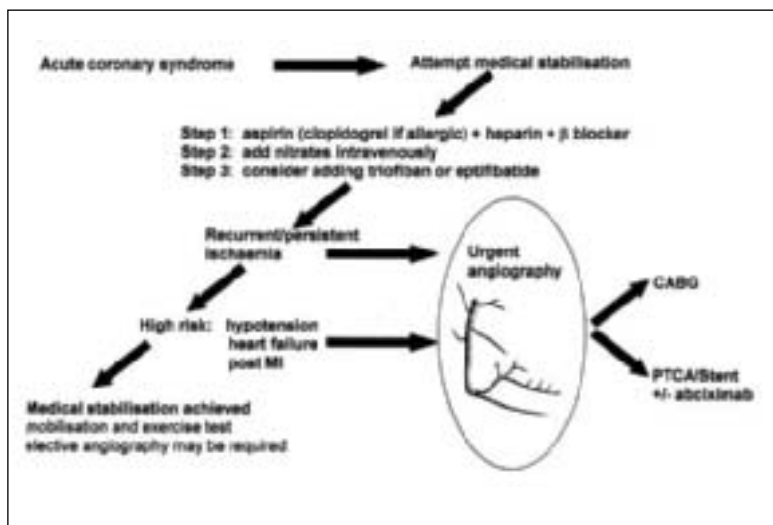 Acute coronary syndrome
Attempt medical stabilisation
Step 1: aspirin (clopidogrel if allergic) + heparin + β blocker
Step 2: add nitrates intravenously
Step 3: consider adding tirofiban or eptifibatide
Recurrent/persistent
ischaemia
Urgent
angiography
CABG
High risk: hypotension
heart failure
post MI
PTCA/Stent
+/- abciximab
Medical stabilisation achieved
mobilisation and exercise test
elective angiography may be required